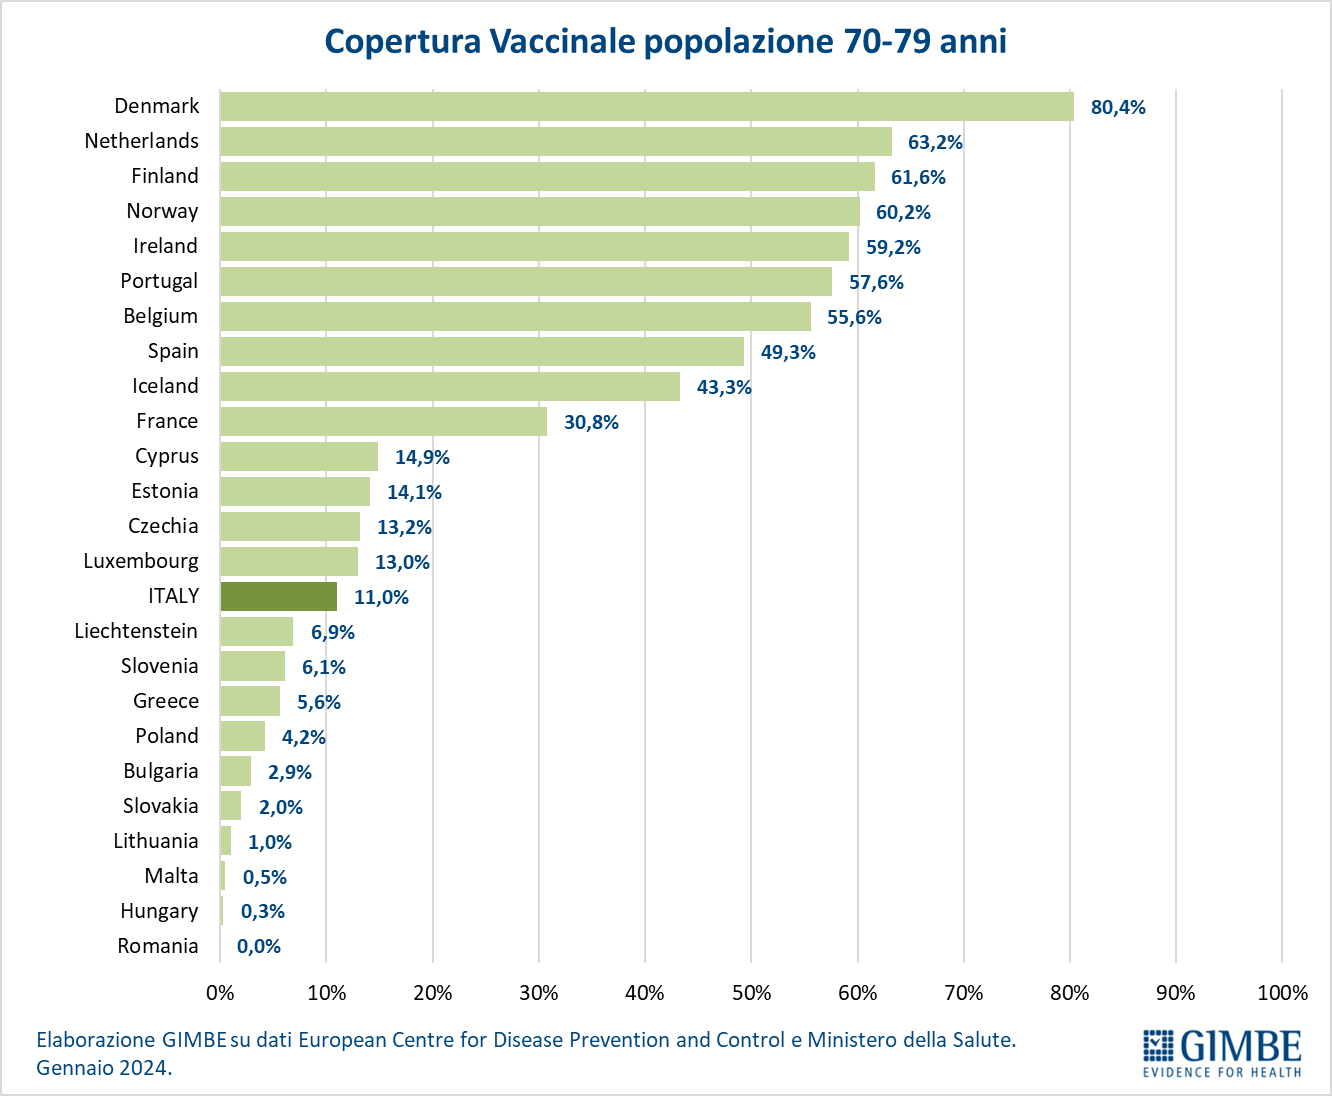 Copertura Vaccinale popolazione 70-79 anni
Denmark 80,4%
Netherlands 63,2%
Finland 61,6%
Norway 60,2%
Ireland 59,2%
Portugal 57,6%
Belgium 55,6%
Spain 49,3%
Iceland 43,3%
France 30,8%
Cyprus 14,9%
Estonia 14,1%
Czechia 13,2%
Luxembourg 13,0%
ITALY 11,0%
Liechtenstein 6,9%
Slovenia 6,1%
Greece 5,6%
Poland 4,2%
Bulgaria 2,9%
Slovakia 2,0%
Lithuania 1,0%
Malta 0,5%
Hungary 0,3%
Romania 0,0%
0% 10% 20% 30% 40% 50% 60% 70% 80% 90% 100%
Elaborazione GIMBE su dati European Centre for Disease Prevention and Control e Ministero della Salute.
Gennaio 2024.
GIMBE
EVIDENCE FOR HEALTH